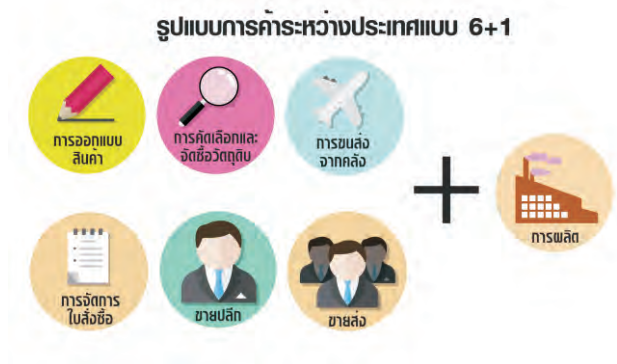 รูปแบบการค้าระหว่างประเทศแบบ 6+1
การออกแบบ
สินค้า
การคัดเลือกและ
จัดซื้อวัตถุดิบ
การขนส่ง
จากคลัง
การผลิต
การจัดการ
ใบสั่งซื้อ
ขายปลีก
ขายส่ง